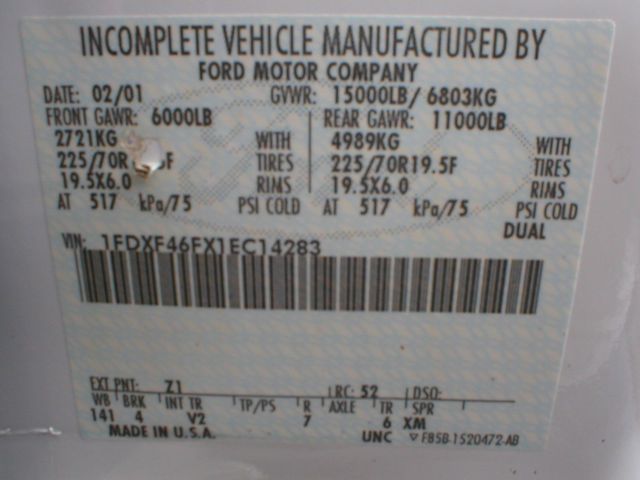 INCOMPLETE VEHICLE MANUFACTURED BY
FORD MOTOR COMPANY
DATE: 02/01 GVWR: 15000LB/ 6803KG
FRONT GAWR: 6000LB REAR GAWR: 11000LB
2721KG WITH 4989KG WITH
225/70R F TIRES 225/70R19.5F TIRES
19.5X6.0 RIMS 19.5X6.0 RIMS
AT 517 kPa/75 PSI COLD AT 517 kPa/75 PSI COLD
DUAL
VIN: 1FDXF46FX1EC14283
EXT PNT: Z1 RC: 52 DSO:
WB BRK INT TR TP/PS R AXLE TR SPR
141 4 V2 7 6 XM
MADE IN U.S.A. UNC F85B-1520472-AB